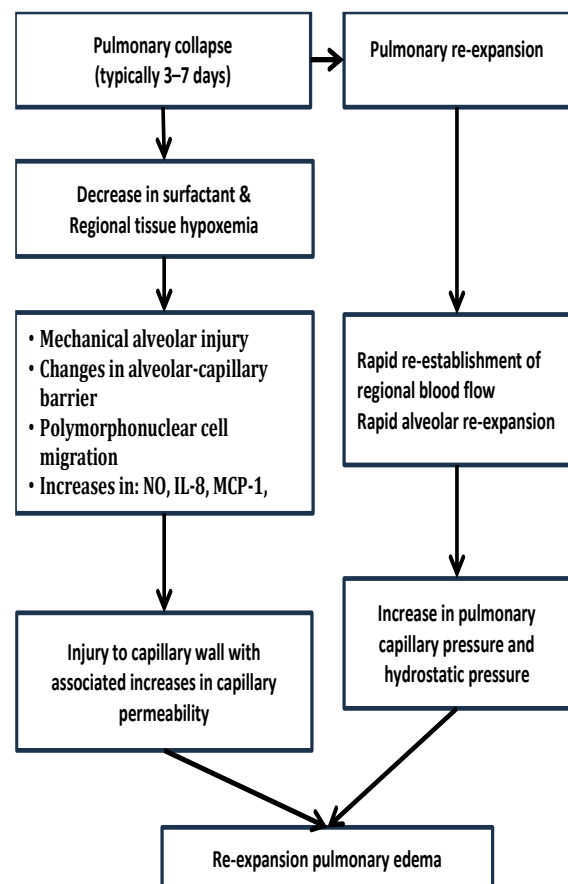 Pulmonary collapse
(typically 3–7 days)
Pulmonary re-expansion
Decrease in surfactant &
Regional tissue hypoxemia
• Mechanical alveolar injury
• Changes in alveolar-capillary
barrier
• Polymorphonuclear cell
migration
• Increases in: NO, IL-8, MCP-1,
Rapid re-establishment of
regional blood flow
Rapid alveolar re-expansion
Injury to capillary wall with
associated increases in capillary
permeability
Increase in pulmonary
capillary pressure and
hydrostatic pressure
Re-expansion pulmonary edema